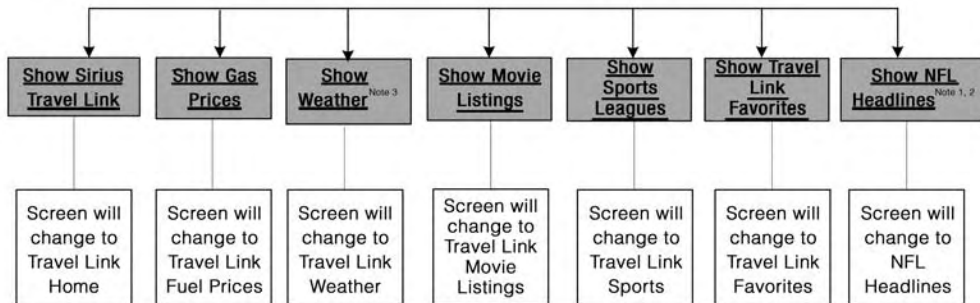 Show Sirius
Travel Link
Show Gas
Prices
Show
Weather Note 3
Show Movie
Listings
Show
Sports
Leagues
Show Travel
Link
Favorites
Show NFL
Headlines Note 1, 2
Screen will
change to
Travel Link
Home
Screen will
change to
Travel Link
Fuel Prices
Screen will
change to
Travel Link
Weather
Screen will
change to
Travel Link
Movie
Listings
Screen will
change to
Travel Link
Sports
Screen will
change to
Travel Link
Favorites
Screen will
change to
NFL
Headlines